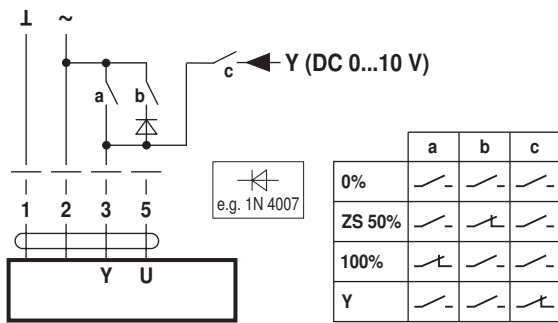 ⊥ ~
a b c Y (DC 0...10 V)
e.g. 1N 4007
1 2 3 5
Y U
a b c
0%
ZS 50%
100%
Y